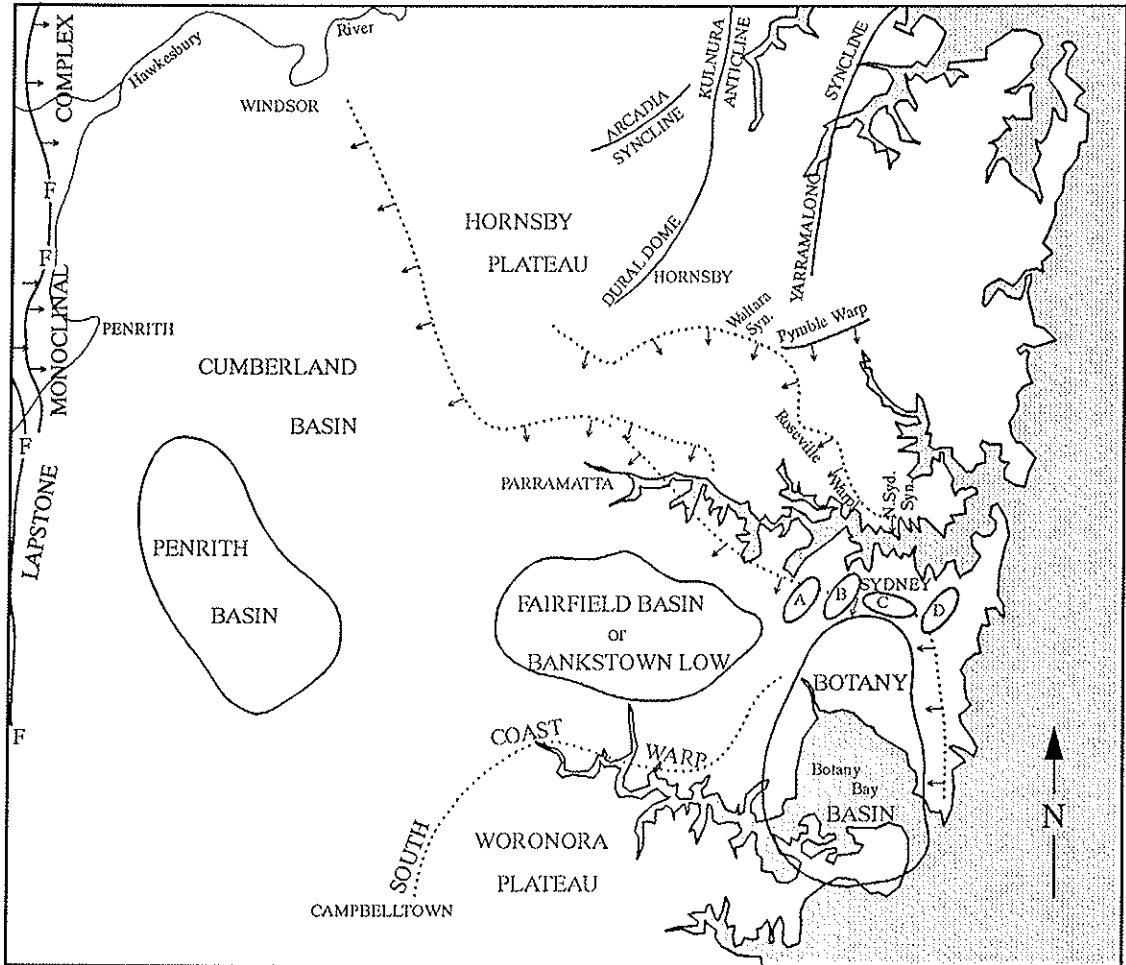 COMPLEX
Hawkesbury
River
WINDSOR
KULNURA
ANTICLINE
ARCADIA
SYNCLINE
SYNCLINE
YARRAMALONG
F
F
HORNSBY
PLATEAU
DURAL DOME
HORNSBY
MONOCLINAL
PENRITH
Waitara
Syn.
Pymble Warp
CUMBERLAND
BASIN
F
LAPSTONE
Roseville
Warp
N.Syd.
Syn.
PARRAMATTA
PENRITH
BASIN
FAIRFIELD BASIN
or
BANKSTOWN LOW
SYDNEY
A
B
C
D
BOTANY
F
COAST
WARP
SOUTH
Botany
Bay
BASIN
WORONORA
PLATEAU
CAMPBELLTOWN
N